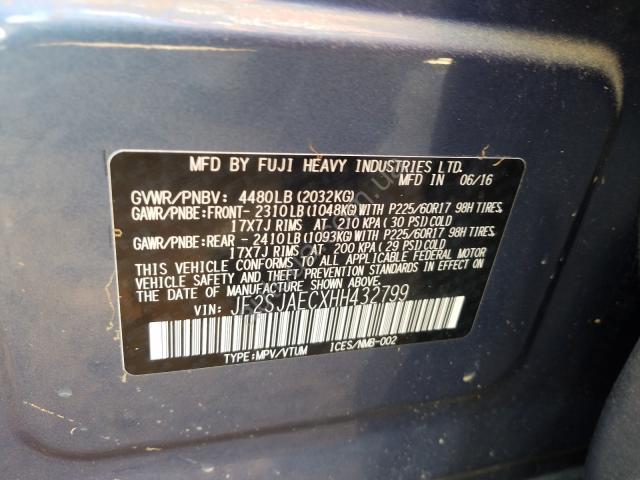 MFD BY FUJI HEAVY INDUSTRIES LTD.
MFD IN 06/16
GVWR/PNBV: 4480LB(2032KG)
GAWR/PNBE:FRONT- 2310LB(1048KG)WITH P225/60R17 98H TIRES,
17X7J RIMS AT 210 KPA(30 PSI)COLD
GAWR/PNBE:REAR - 2410LB(1093KG)WITH P225/60R17 98H TIRES,
17X7J RIMS AT 200 KPA(29 PSI)COLD
THIS VEHICLE CONFORMS TO ALL APPLICABLE FEDERAL MOTOR
VEHICLE SAFETY, BUMPER, AND THEFT PREVENTION STANDARDS
IN EFFECT ON THE DATE OF MANUFACTURE SHOWN ABOVE.
VIN: JF2SJAECXHH432799
TYPE:MPV/VTUM ICES/NMB-002